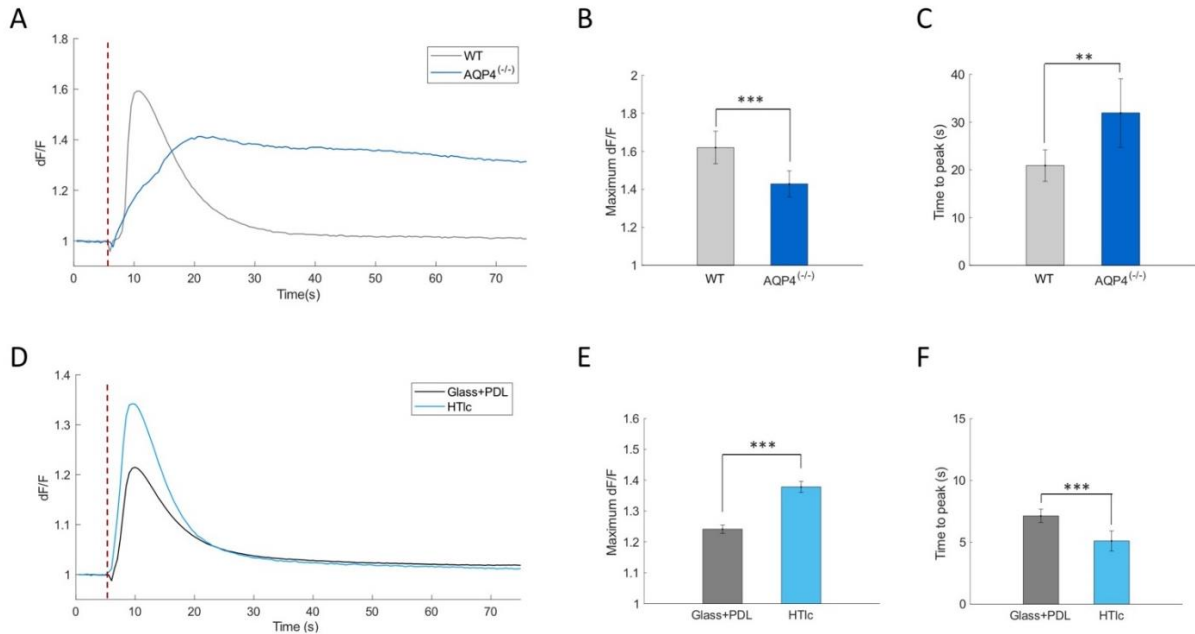 A
dF/F
1.8
1.6
1.4
1.2
1
0 10 20 30 40 50 60 70
Time(s)
WT
AQP4(-/-)
B
Maximum dF/F
2
1.8
1.6
1.4
1.2
1
***
WT AQP4(-/-)
C
Time to peak (s)
40
30
20
10
0
**
WT AQP4(-/-)
D
dF/F
1.4
1.3
1.2
1.1
1
0 10 20 30 40 50 60 70
Time (s)
Glass+PDL
HTlc
E
Maximum dF/F
1.6
1.5
1.4
1.3
1.2
1.1
1
***
Glass+PDL HTlc
F
Time to peak (s)
15
10
5
0
***
Glass+PDL HTlc